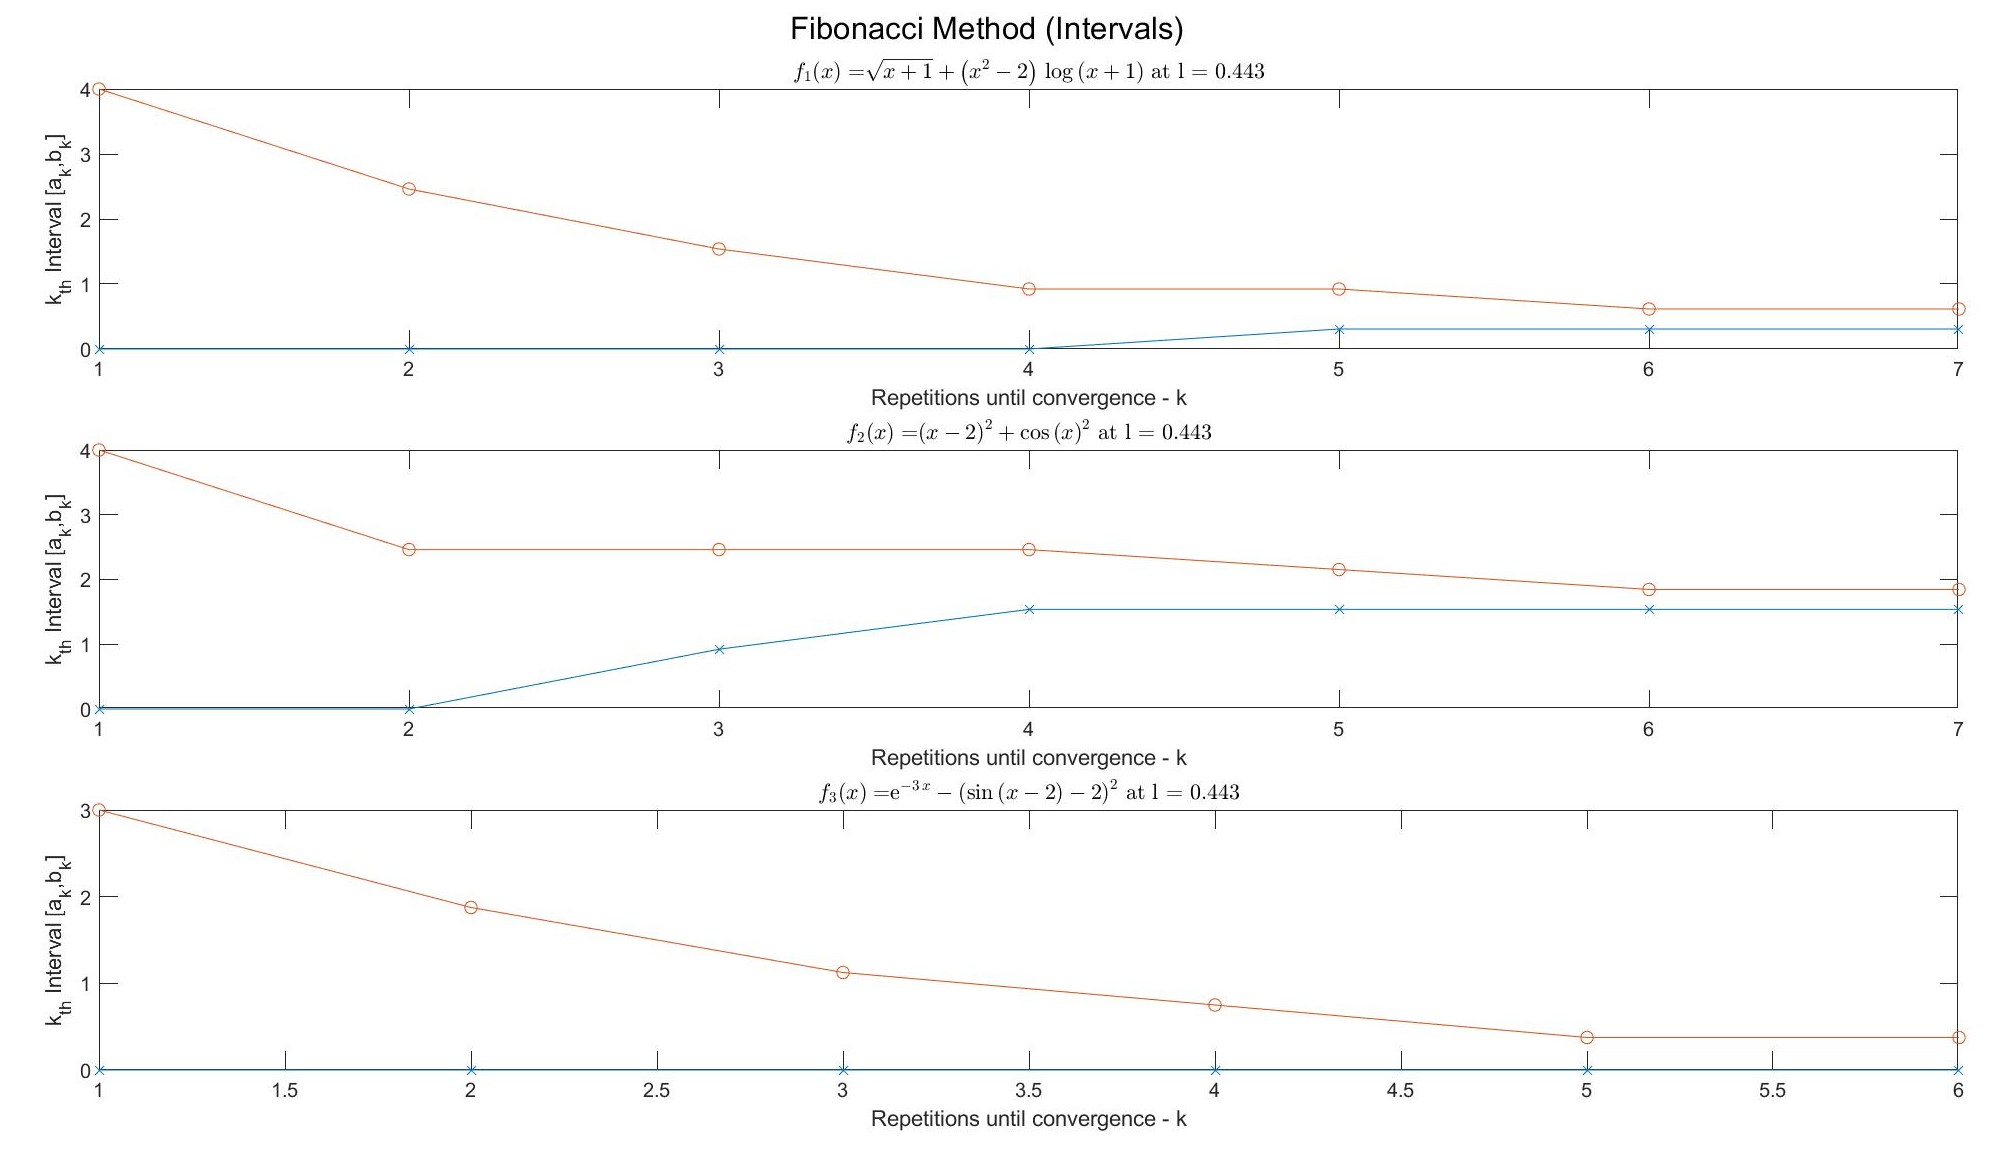 Fibonacci Method (Intervals)
f₁(x) =√x + 1 + (x² − 2) log (x + 1) at l = 0.443
k_th Interval [a_k,b_k]
4
3
2
1
0
1 2 3 4 5 6 7
Repetitions until convergence - k
f₂(x) =(x − 2)² + cos (x)² at l = 0.443
k_th Interval [a_k,b_k]
4
3
2
1
0
1 2 3 4 5 6 7
Repetitions until convergence - k
f₃(x) =e⁻³ˣ − (sin (x − 2) − 2)² at l = 0.443
k_th Interval [a_k,b_k]
3
2
1
0
1 1.5 2 2.5 3 3.5 4 4.5 5 5.5 6
Repetitions until convergence - k